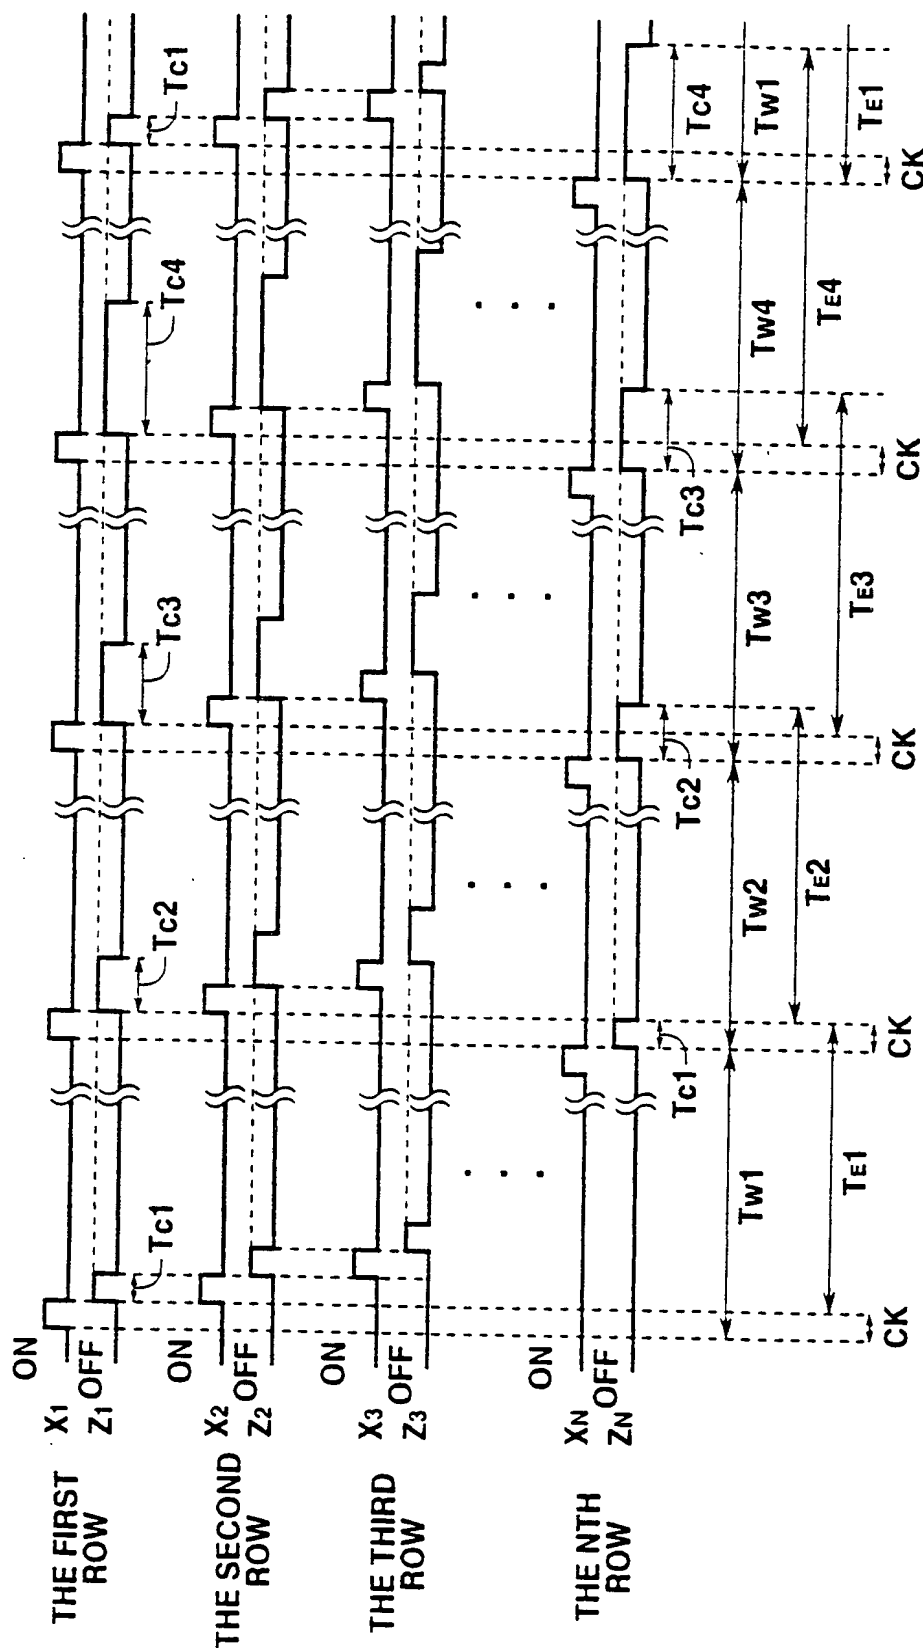 THE FIRST
ROW
X1
Z1
ON
OFF
Tc1
Tc2
Tc3
Tc4
Tc1
THE SECOND
ROW
X2
Z2
ON
OFF
THE THIRD
ROW
X3
Z3
ON
OFF
. . .
. . .
. . .
. . .
THE NTH
ROW
XN
ZN
ON
OFF
Tc1
Tc2
Tc3
Tc4
Tw1
Tw2
Tw3
Tw4
Tw1
TE1
TE2
TE3
TE4
TE1
CK
CK
CK
CK
CK